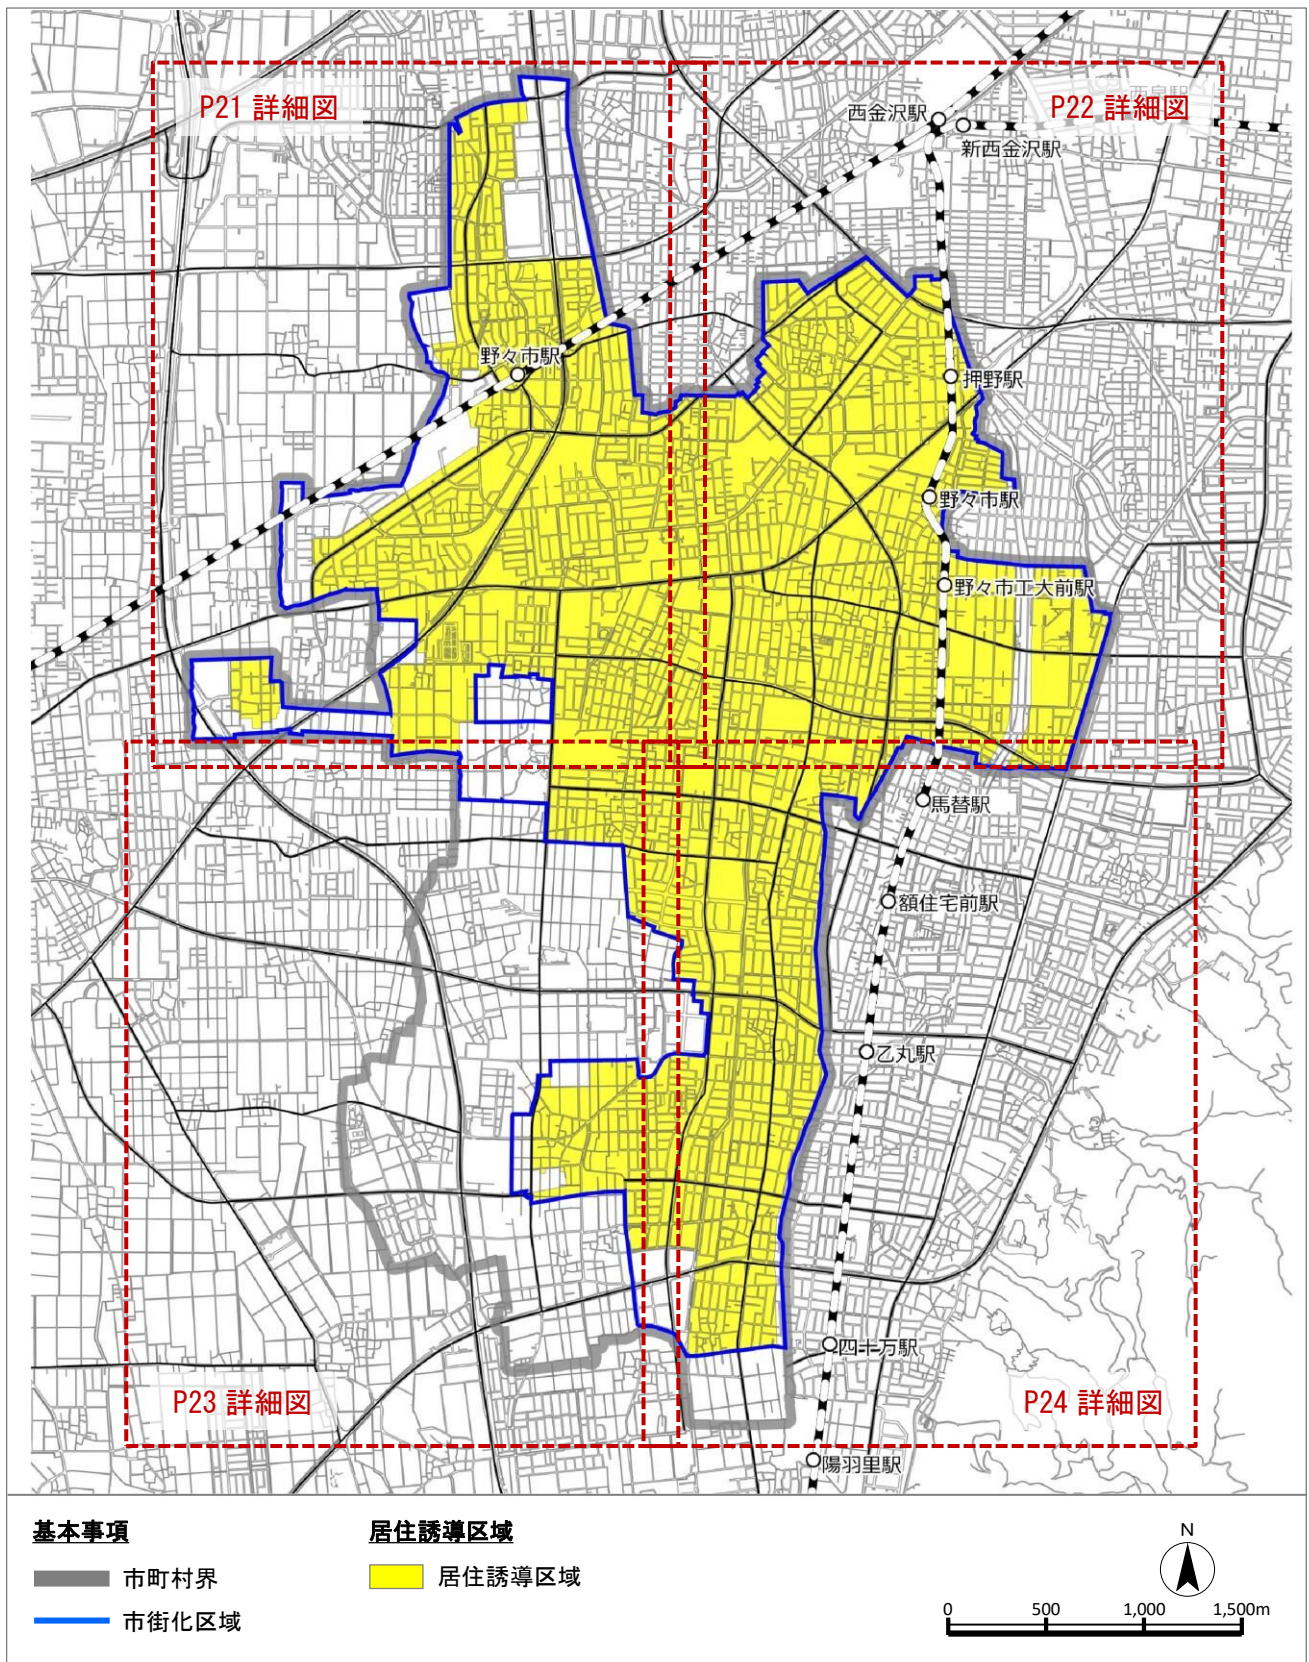 P21 詳細図
P22 詳細図
西金沢駅
新西金沢駅
野々市駅
押野駅
野々市駅
野々市工大前駅
馬替駅
額住宅前駅
乙丸駅
四十万駅
P23 詳細図
P24 詳細図
陽羽里駅
基本事項
居住誘導区域
市町村界
居住誘導区域
市街化区域
N
0 500 1,000 1,500m